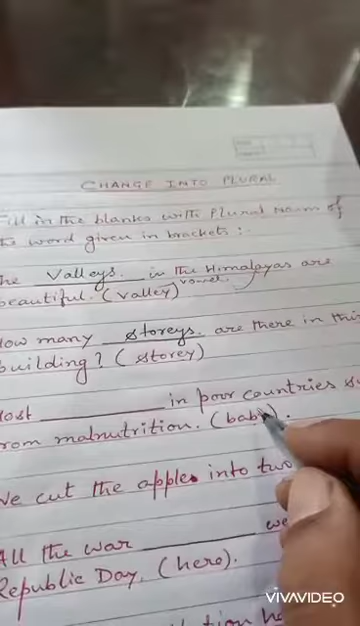 CHANGE INTO PLURAL
Fill in the blanks with Plural Noun of
the word given in brackets :-
The Valleys. in the Himalayas are
beautiful. (Valley) vowel.
How many storeys. are there in this
building? (storey)
Most ____ in poor countries
from malnutrition. (baby).
We cut the apples into two
All the war ____ we
Republic Day. (hero).
VIVAVIDEO